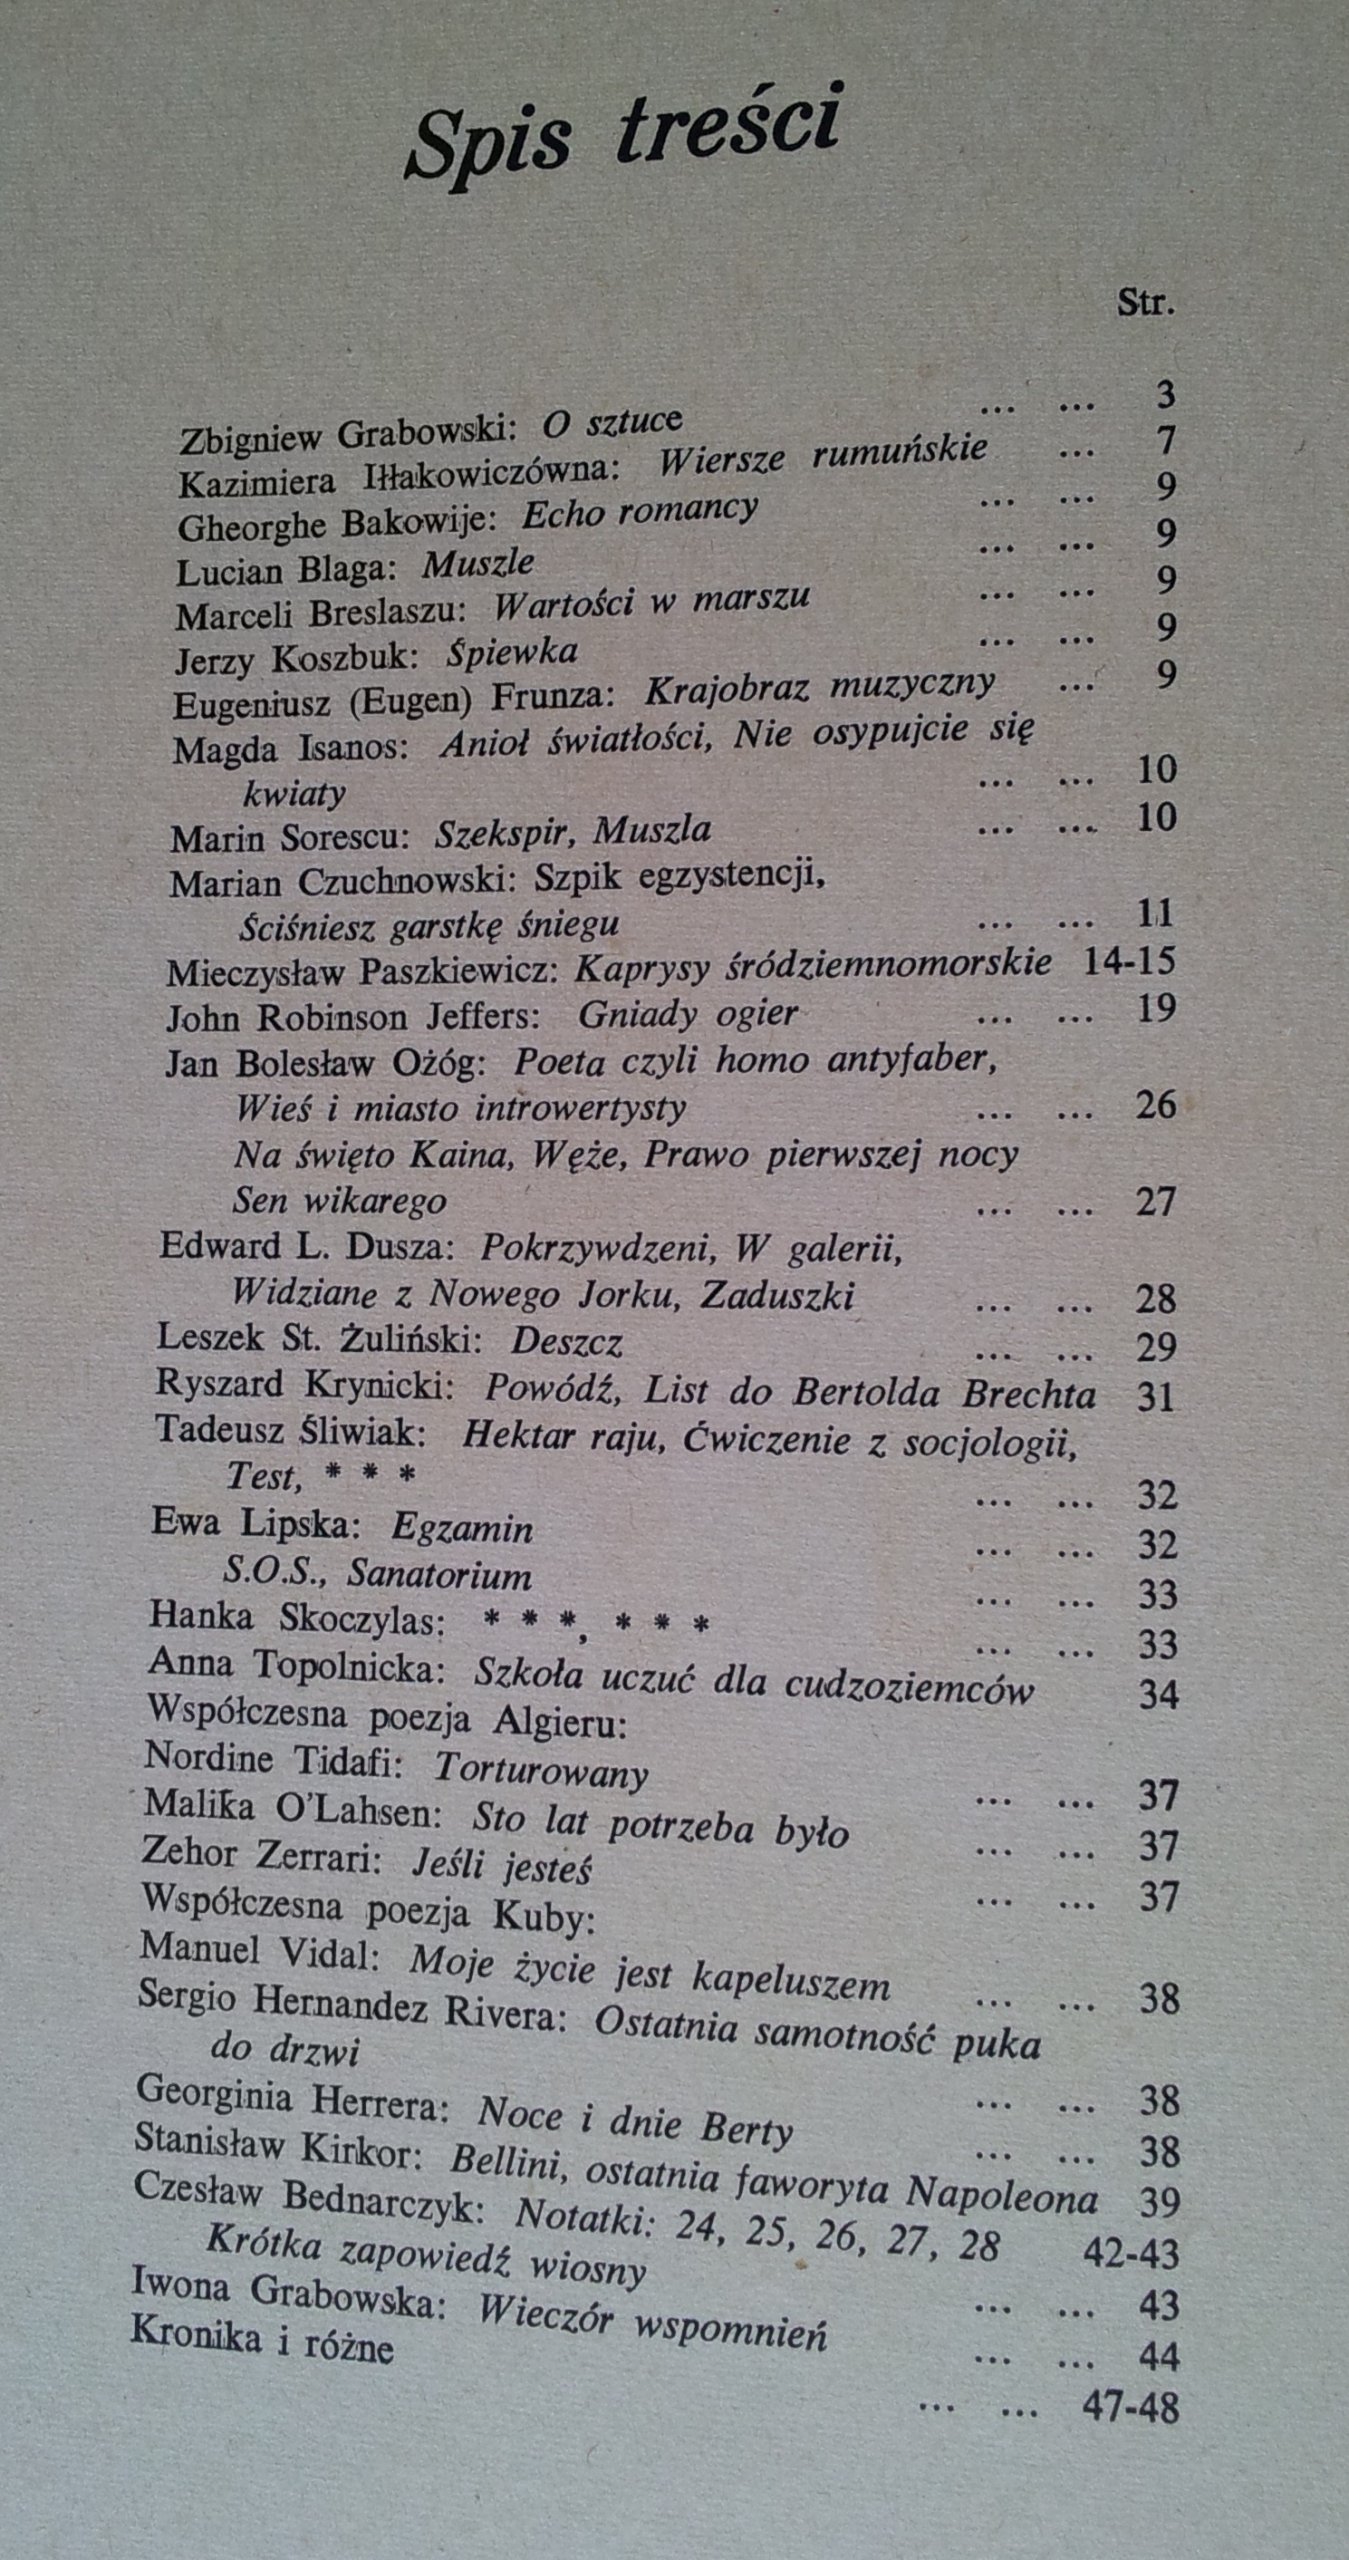 Spis treści
Str.
Zbigniew Grabowski: O sztuce ... ... 3
Kazimiera Iłłakowiczówna: Wiersze rumuńskie ... 7
Gheorghe Bakowije: Echo romancy ... ... 9
Lucian Blaga: Muszle ... ... 9
Marceli Breslaszu: Wartości w marszu ... ... 9
Jerzy Koszbuk: Śpiewka ... ... 9
Eugeniusz (Eugen) Frunza: Krajobraz muzyczny ... 9
Magda Isanos: Anioł światłości, Nie osypujcie się
kwiaty ... ... 10
Marin Sorescu: Szekspir, Muszla ... ... 10
Marian Czuchnowski: Szpik egzystencji,
Ściśniesz garstkę śniegu ... ... 11
Mieczysław Paszkiewicz: Kaprysy śródziemnomorskie 14-15
John Robinson Jeffers: Gniady ogier ... ... 19
Jan Bolesław Ożóg: Poeta czyli homo antyfaber,
Wieś i miasto introwertysty ... ... 26
Na święto Kaina, Węże, Prawo pierwszej nocy
Sen wikarego ... ... 27
Edward L. Dusza: Pokrzywdzeni, W galerii,
Widziane z Nowego Jorku, Zaduszki ... ... 28
Leszek St. Żuliński: Deszcz ... ... 29
Ryszard Krynicki: Powódź, List do Bertolda Brechta 31
Tadeusz Śliwiak: Hektar raju, Ćwiczenie z socjologii,
Test, * * * ... ... 32
Ewa Lipska: Egzamin ... ... 32
S.O.S., Sanatorium ... ... 33
Hanka Skoczylas: * * *, * * * ... ... 33
Anna Topolnicka: Szkoła uczuć dla cudzoziemców 34
Współczesna poezja Algieru:
Nordine Tidafi: Torturowany ... ... 37
Malika O'Lahsen: Sto lat potrzeba było ... ... 37
Zehor Zerrari: Jeśli jesteś ... ... 37
Współczesna poezja Kuby:
Manuel Vidal: Moje życie jest kapeluszem ... ... 38
Sergio Hernandez Rivera: Ostatnia samotność puka
do drzwi ... ... 38
Georginia Herrera: Noce i dnie Berty ... ... 38
Stanisław Kirkor: Bellini, ostatnia faworyta Napoleona 39
Czesław Bednarczyk: Notatki: 24, 25, 26, 27, 28 42-43
Krótka zapowiedź wiosny ... ... 43
Iwona Grabowska: Wieczór wspomnień ... ... 44
Kronika i różne ... ... 47-48